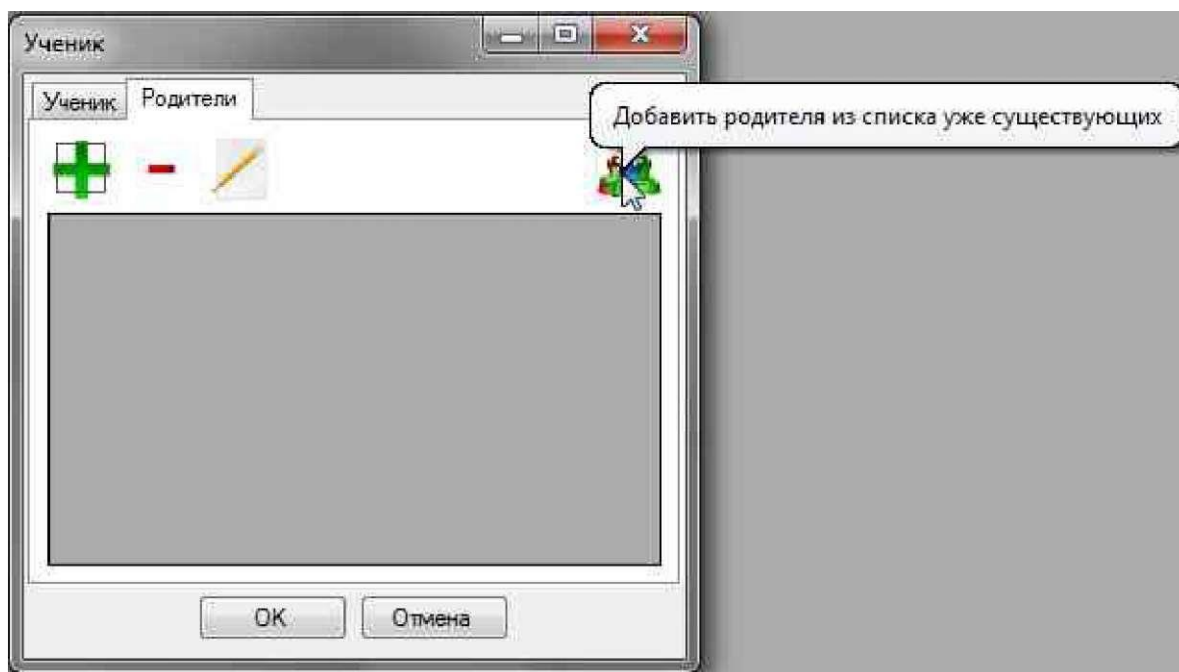 Ученик
Ученик Родители
Добавить родителя из списка уже существующих
OK Отмена